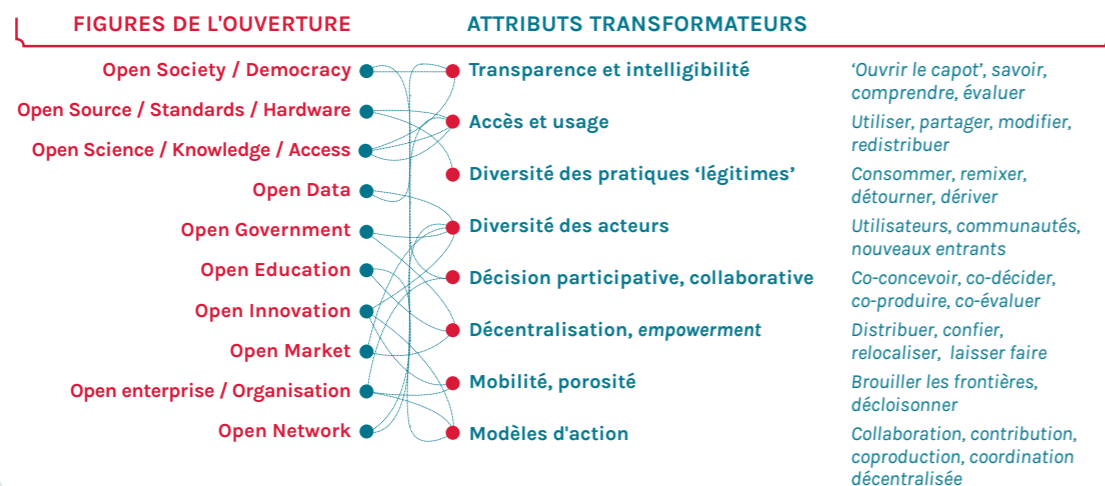 FIGURES DE L'OUVERTURE
ATTRIBUTS TRANSFORMATEURS
Open Society / Democracy
Open Source / Standards / Hardware
Open Science / Knowledge / Access
Open Data
Open Government
Open Education
Open Innovation
Open Market
Open enterprise / Organisation
Open Network
Transparence et intelligibilité
‘Ouvrir le capot’, savoir,
comprendre, évaluer
Accès et usage
Utiliser, partager, modifier,
redistribuer
Diversité des pratiques ‘légitimes’
Consommer, remixer,
détourner, dériver
Diversité des acteurs
Utilisateurs, communautés,
nouveaux entrants
Décision participative, collaborative
Co-concevoir, co-décider,
co-produire, co-évaluer
Décentralisation, empowerment
Distribuer, confier,
relocaliser, laisser faire
Mobilité, porosité
Brouiller les frontières,
décloisonner
Modèles d'action
Collaboration, contribution,
coproduction, coordination
décentralisée